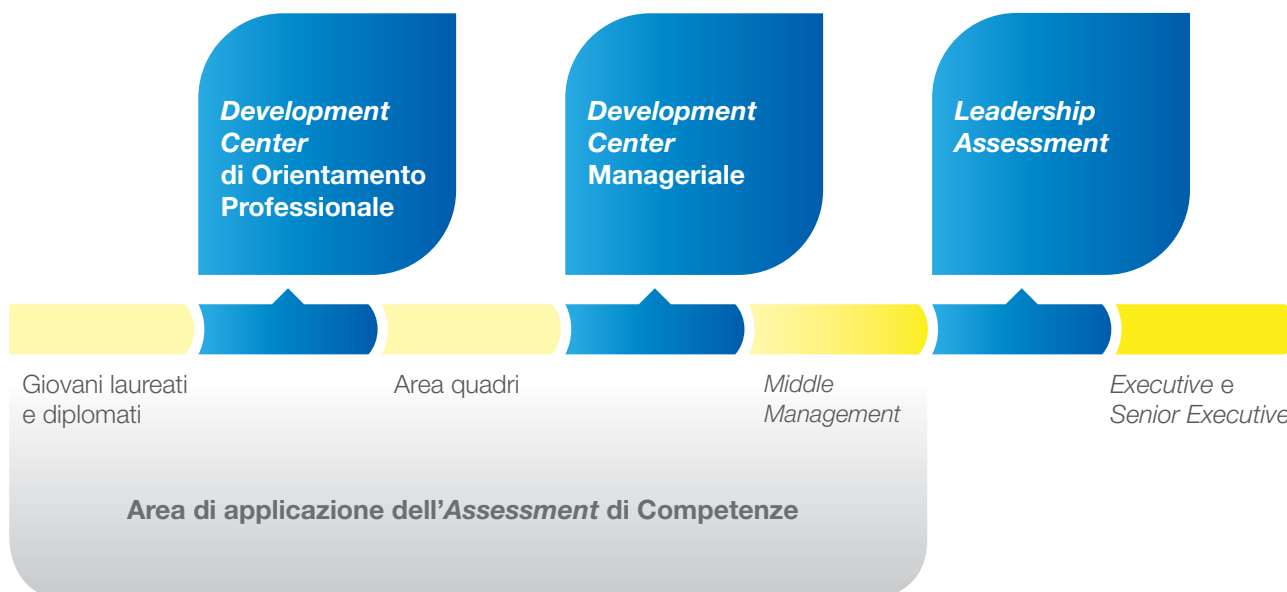 Development
Center
di Orientamento
Professionale
Development
Center
Manageriale
Leadership
Assessment
Giovani laureati
e diplomati
Area quadri
Middle
Management
Executive e
Senior Executive
Area di applicazione dell'Assessment di Competenze